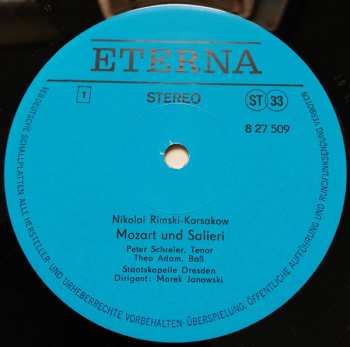 ETERNA
1
STEREO
ST 33
8 27 509
Nikolai Rimski-Korsakow
Mozart und Salieri
Peter Schreier, Tenor
Theo Adam, Baß
Staatskapelle Dresden
Dirigent: Marek Janowski
VEB DEUTSCHE SCHALLPLATTEN ALLE HERSTELLER- UND URHEBERRECHTE VORBEHALTEN · ÜBERSPIELUNG, ÖFFENTLICHE AUFFÜHRUNG UND RUNDFUNKSENDUNG VERBOTEN